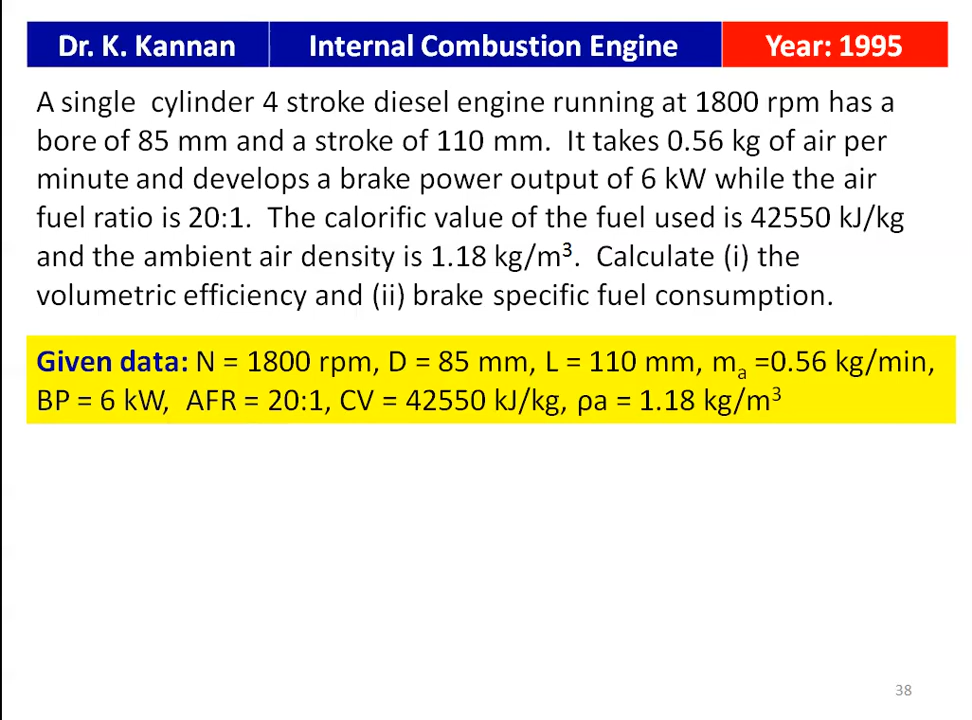 Dr. K. Kannan Internal Combustion Engine Year: 1995
A single cylinder 4 stroke diesel engine running at 1800 rpm has a
bore of 85 mm and a stroke of 110 mm. It takes 0.56 kg of air per
minute and develops a brake power output of 6 kW while the air
fuel ratio is 20:1. The calorific value of the fuel used is 42550 kJ/kg
and the ambient air density is 1.18 kg/m³. Calculate (i) the
volumetric efficiency and (ii) brake specific fuel consumption.
Given data: N = 1800 rpm, D = 85 mm, L = 110 mm, mₐ =0.56 kg/min,
BP = 6 kW, AFR = 20:1, CV = 42550 kJ/kg, ρa = 1.18 kg/m³
38